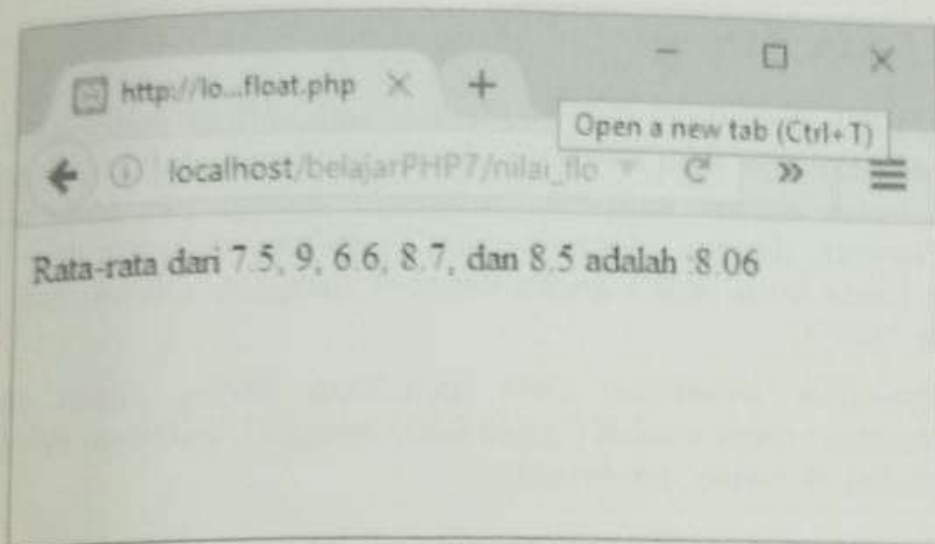 http://lo...float.php
Open a new tab (Ctrl+T)
localhost/belajarPHP7/nilai_flo
Rata-rata dari 7.5, 9, 6.6, 8.7, dan 8.5 adalah :8.06